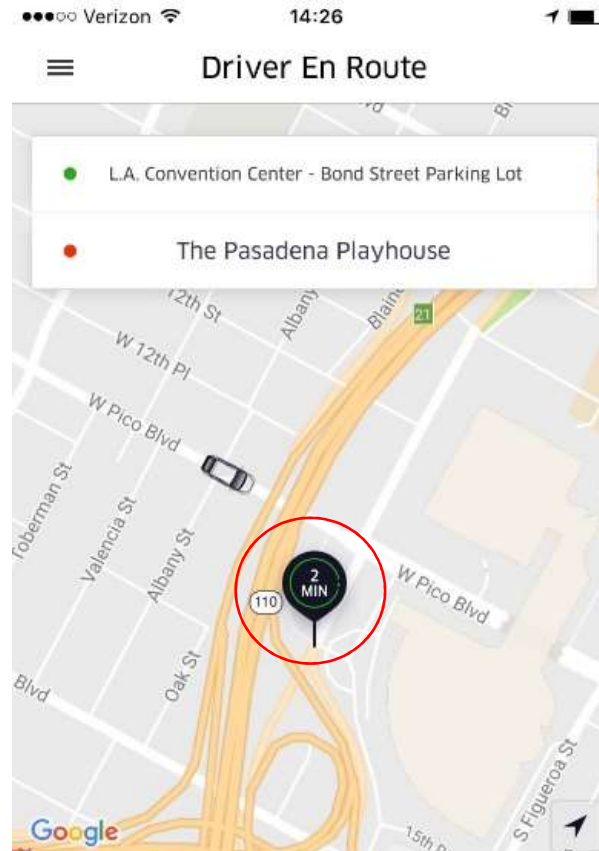 Verizon 14:26
Driver En Route
L.A. Convention Center - Bond Street Parking Lot
The Pasadena Playhouse
12th St
Albany
Blaine
21
W 12th Pl
W Pico Blvd
Toberman St
Valencia St
Albany St
2
MIN
110
W Pico Blvd
Oak St
Blvd
S Figueroa St
15th P
Google